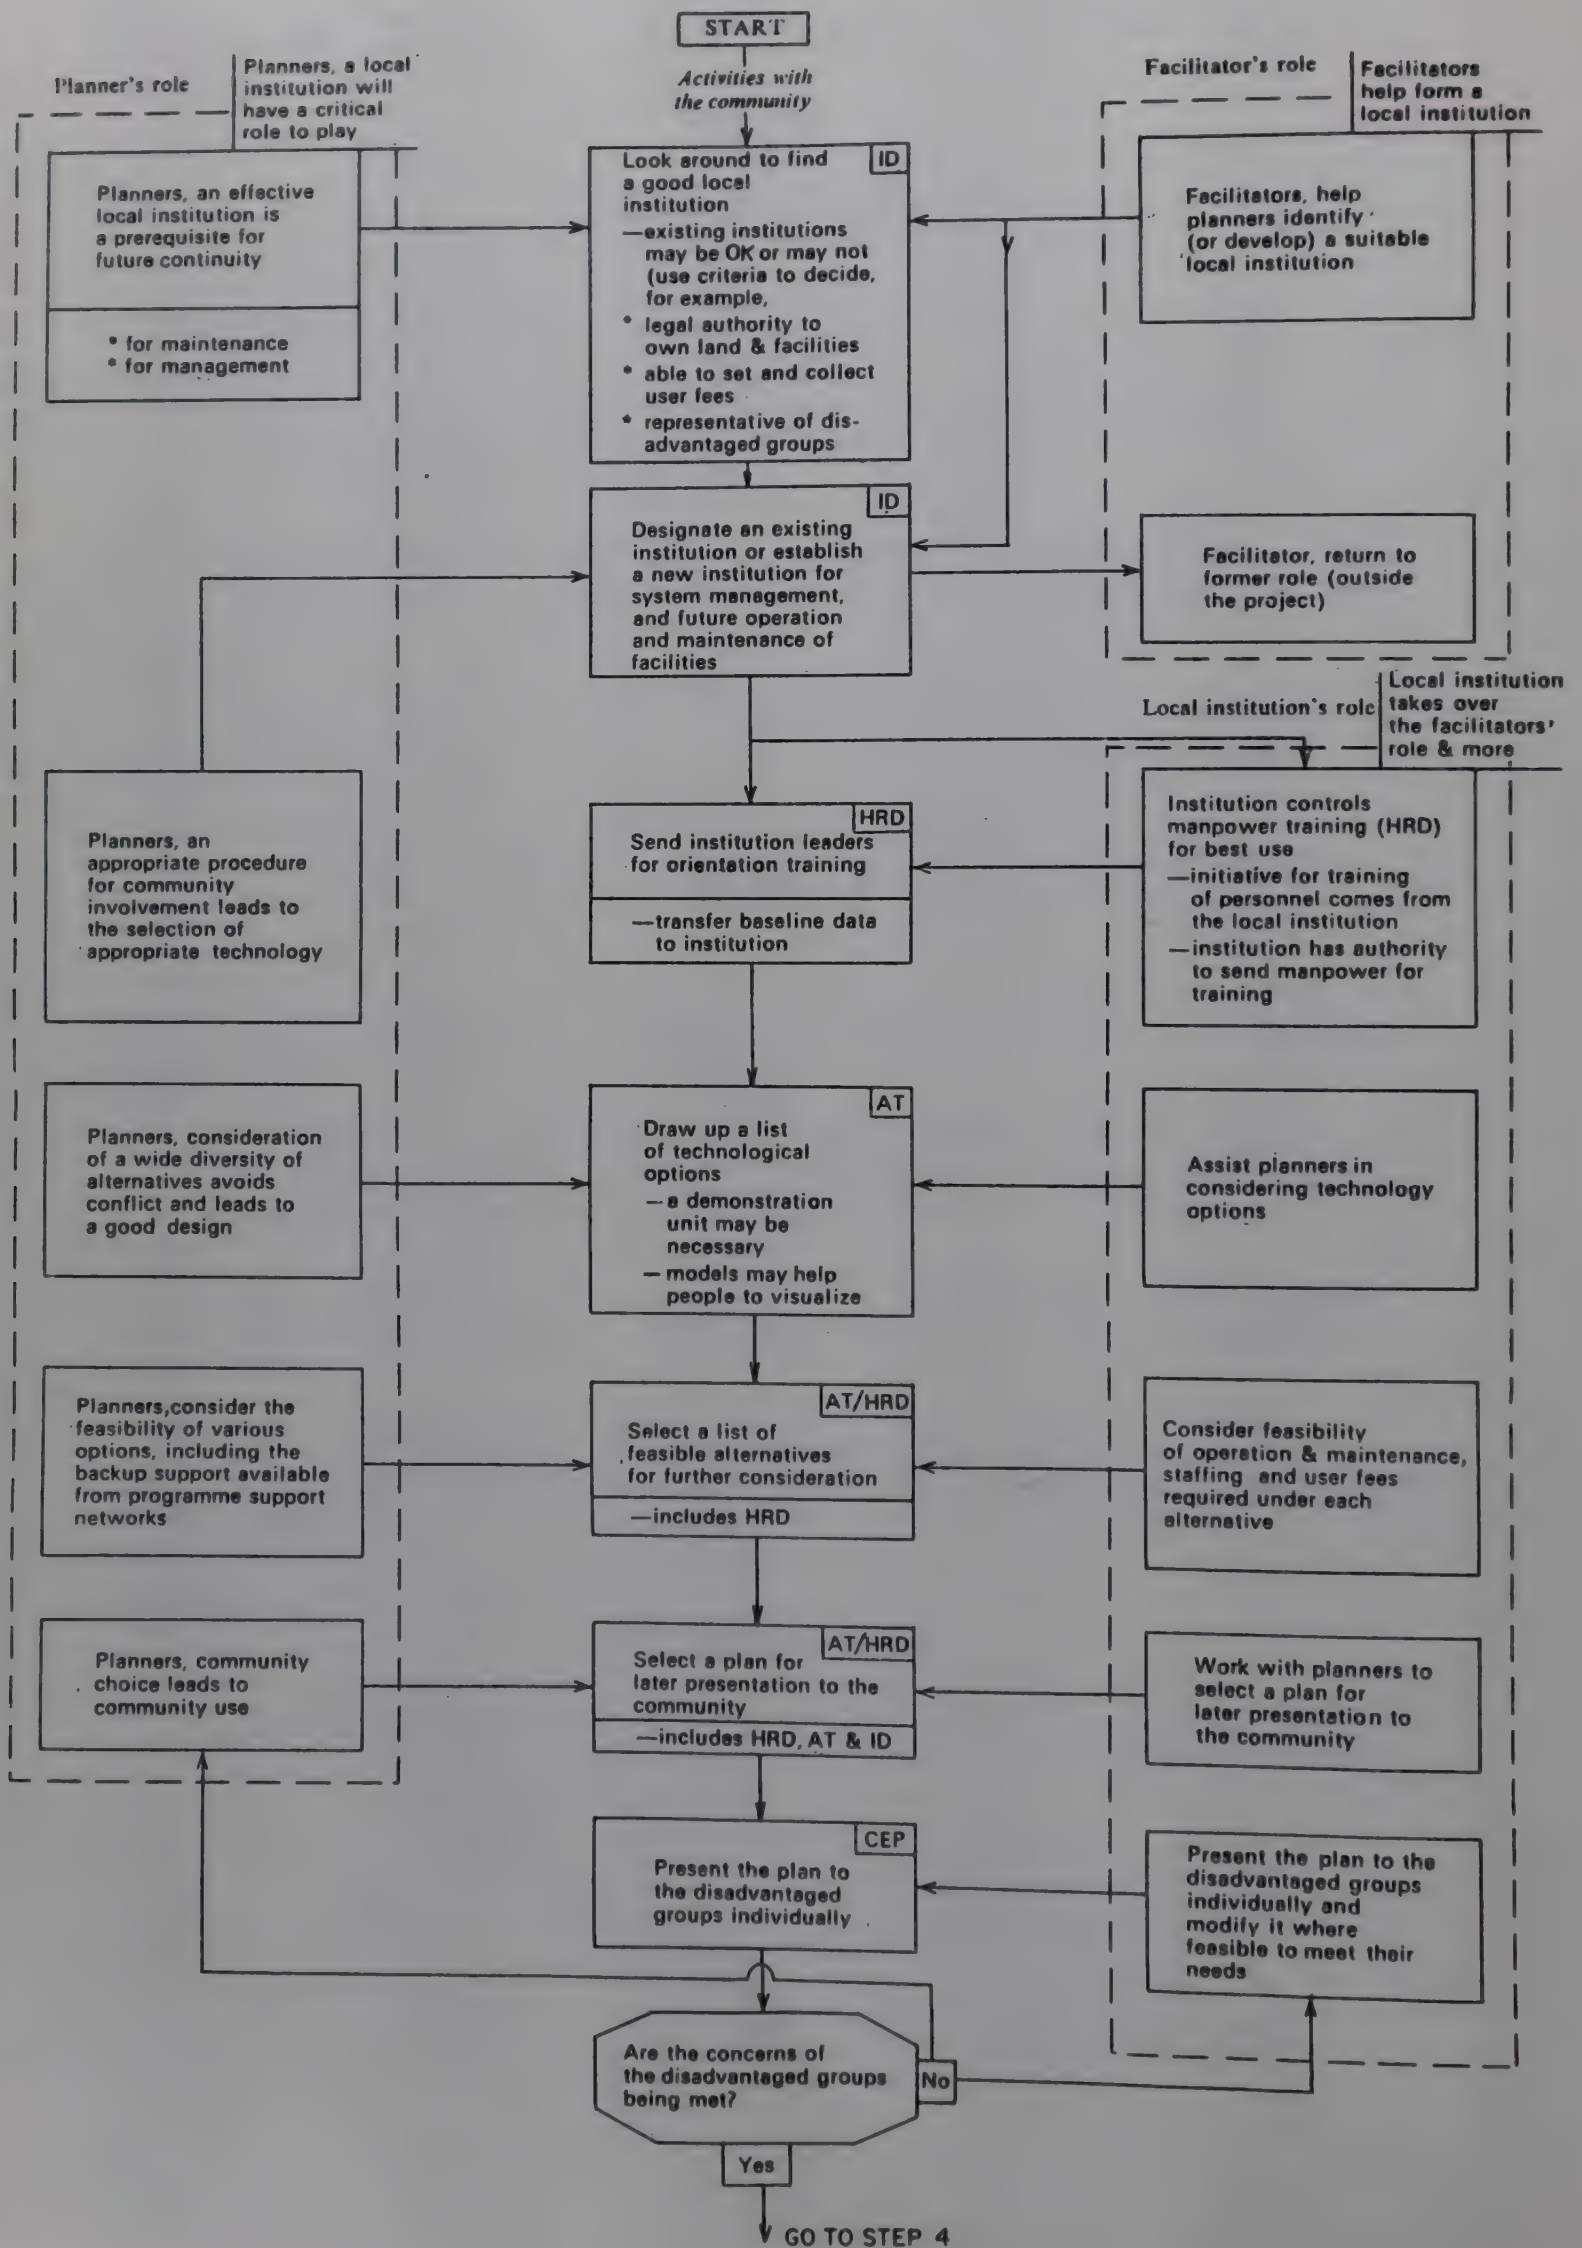 START
Activities with
the community
Planner's role
Planners, a local
institution will
have a critical
role to play
Facilitator's role
Facilitators
help form a
local institution
Planners, an effective
local institution is
a prerequisite for
future continuity
* for maintenance
* for management
ID
Look around to find
a good local
institution
—existing institutions
may be OK or may not
(use criteria to decide,
for example,
* legal authority to
own land & facilities
* able to set and collect
user fees
* representative of dis-
advantaged groups
Facilitators, help
planners identify
(or develop) a suitable
local institution
ID
Designate an existing
institution or establish
a new institution for
system management,
and future operation
and maintenance of
facilities
Facilitator, return to
former role (outside
the project)
Local institution's role
Local institution
takes over
the facilitators'
role & more
Planners, an
appropriate procedure
for community
involvement leads to
the selection of
appropriate technology
HRD
Send institution leaders
for orientation training
—transfer baseline data
to institution
Institution controls
manpower training (HRD)
for best use
—initiative for training
of personnel comes from
the local institution
—institution has authority
to send manpower for
training
Planners, consideration
of a wide diversity of
alternatives avoids
conflict and leads to
a good design
AT
Draw up a list
of technological
options
— a demonstration
unit may be
necessary
— models may help
people to visualize
Assist planners in
considering technology
options
Planners,consider the
feasibility of various
options, including the
backup support available
from programme support
networks
AT/HRD
Select a list of
feasible alternatives
for further consideration
—includes HRD
Consider feasibility
of operation & maintenance,
staffing and user fees
required under each
alternative
Planners, community
choice leads to
community use
AT/HRD
Select a plan for
later presentation to the
community
—includes HRD, AT & ID
Work with planners to
select a plan for
later presentation to
the community
CEP
Present the plan to
the disadvantaged
groups individually
Present the plan to the
disadvantaged groups
individually and
modify it where
feasible to meet their
needs
Are the concerns of
the disadvantaged groups
being met?
No
Yes
GO TO STEP 4